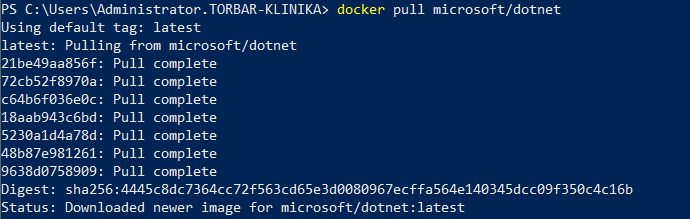 PS C:\Users\Administrator.TORBAR-KLINIKA> docker pull microsoft/dotnet
Using default tag: latest
latest: Pulling from microsoft/dotnet
21be49aa856f: Pull complete
72cb52f8970a: Pull complete
c64b6f036e0c: Pull complete
18aab943c6bd: Pull complete
5230a1d4a78d: Pull complete
48b87e981261: Pull complete
9638d0758909: Pull complete
Digest: sha256:4445c8dc7364cc72f563cd65e3d0080967ecffa564e140345dcc09f350c4c16b
Status: Downloaded newer image for microsoft/dotnet:latest